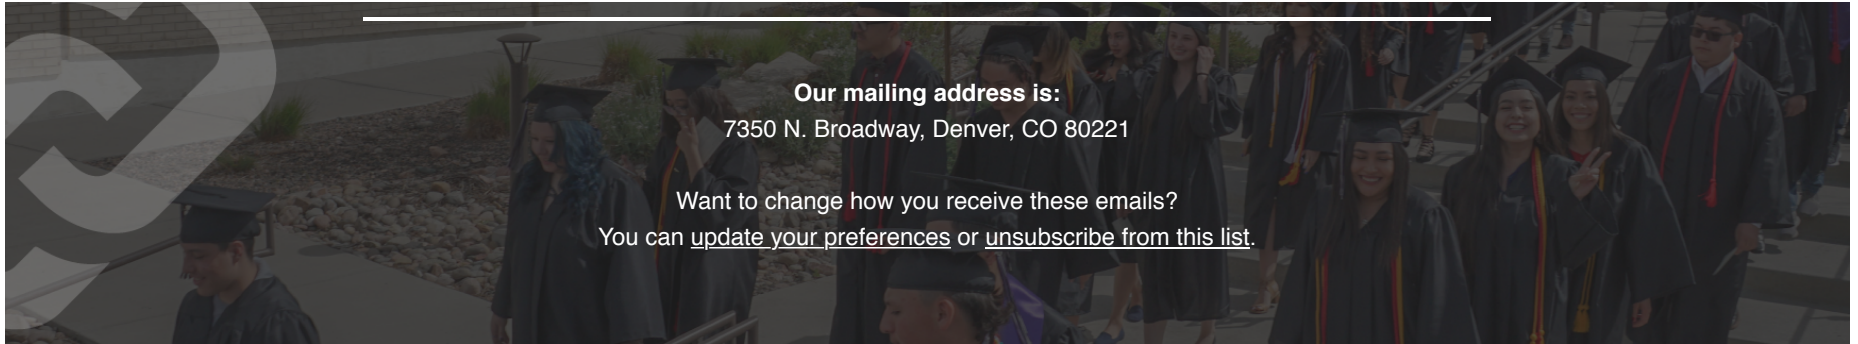 Our mailing address is:
7350 N. Broadway, Denver, CO 80221
Want to change how you receive these emails?
You can update your preferences or unsubscribe from this list.